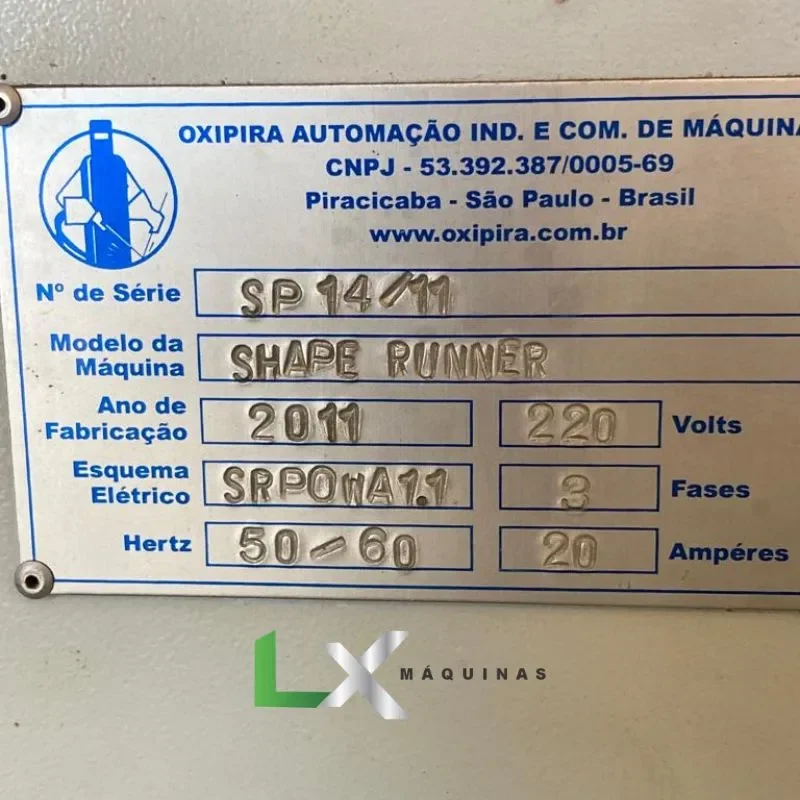 OXIPIRA AUTOMAÇÃO IND. E COM. DE MÁQUINA
CNPJ - 53.392.387/0005-69
Piracicaba - São Paulo - Brasil
www.oxipira.com.br
Nº de Série SP 14/11
Modelo da Máquina SHAPE RUNNER
Ano de Fabricação 2011 220 Volts
Esquema Elétrico SRPOWA1.1 3 Fases
Hertz 50-60 20 Ampéres
LX MÁQUINAS